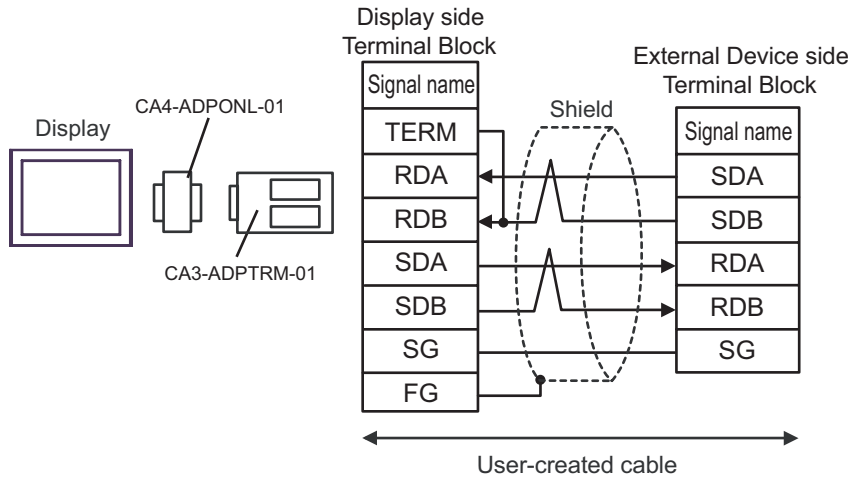 Display side
Terminal Block
External Device side
Terminal Block
CA4-ADPONL-01
Display
CA3-ADPTRM-01
Shield
Signal name
TERM
RDA
RDB
SDA
SDB
SG
FG
Signal name
SDA
SDB
RDA
RDB
SG
User-created cable